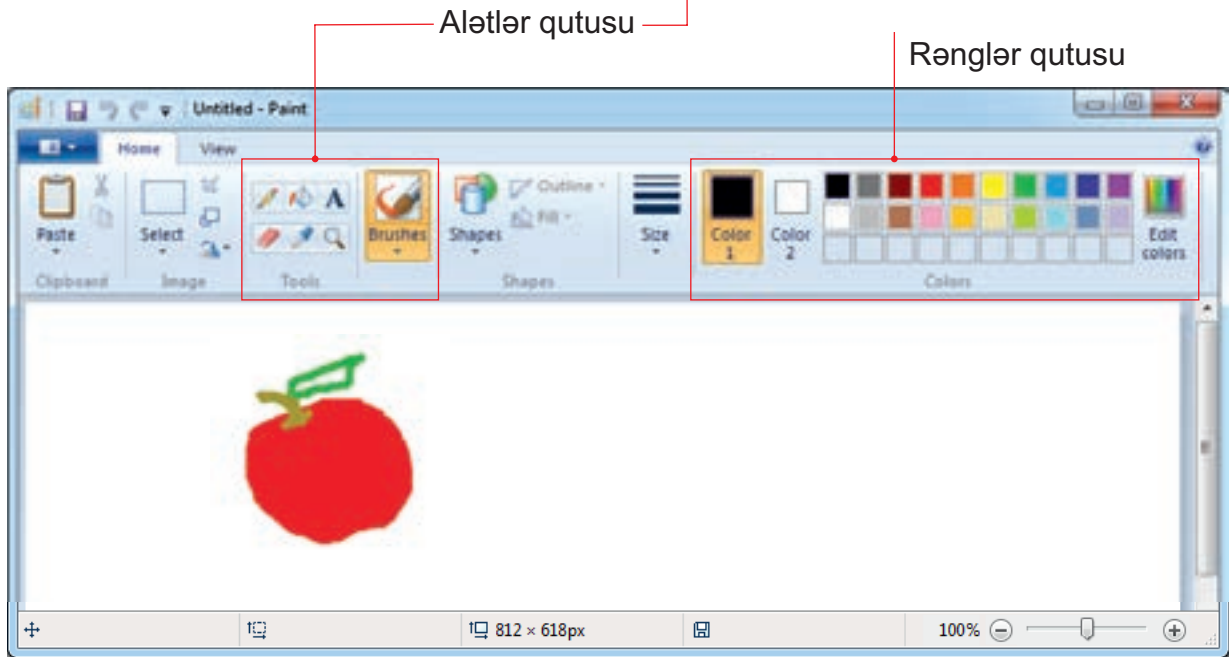 Alətlər qutusu
Rənglər qutusu
Untitled - Paint
Home View
Paste
Select
Brushes
Shapes
Outline
Fill
Size
Color 1
Color 2
Edit colors
Clipboard Image Tools Shapes Colors
812 × 618px 100%